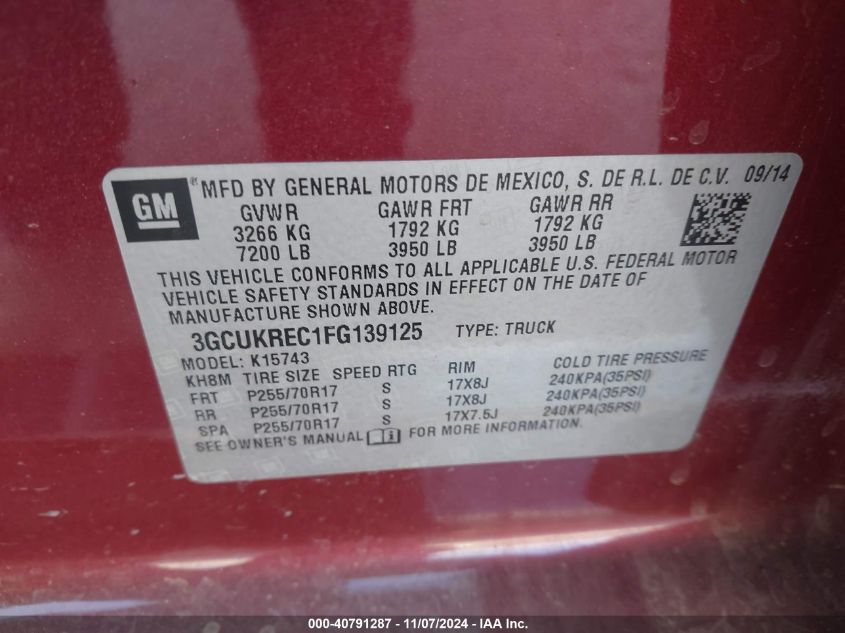 GM ® MFD BY GENERAL MOTORS DE MEXICO, S. DE R.L. DE C.V. 09/14
GVWR GAWR FRT GAWR RR
3266 KG 1792 KG 1792 KG
7200 LB 3950 LB 3950 LB
THIS VEHICLE CONFORMS TO ALL APPLICABLE U.S. FEDERAL MOTOR
VEHICLE SAFETY STANDARDS IN EFFECT ON THE DATE OF
MANUFACTURE SHOWN ABOVE.
3GCUKREC1FG139125 TYPE: TRUCK
MODEL: K15743
KH8M TIRE SIZE SPEED RTG RIM COLD TIRE PRESSURE
FRT P255/70R17 S 17X8J 240KPA(35PSI)
RR P255/70R17 S 17X8J 240KPA(35PSI)
SPA P255/70R17 S 17X7.5J 240KPA(35PSI)
SEE OWNER'S MANUAL FOR MORE INFORMATION.
000-40791287 - 11/07/2024 - IAA Inc.